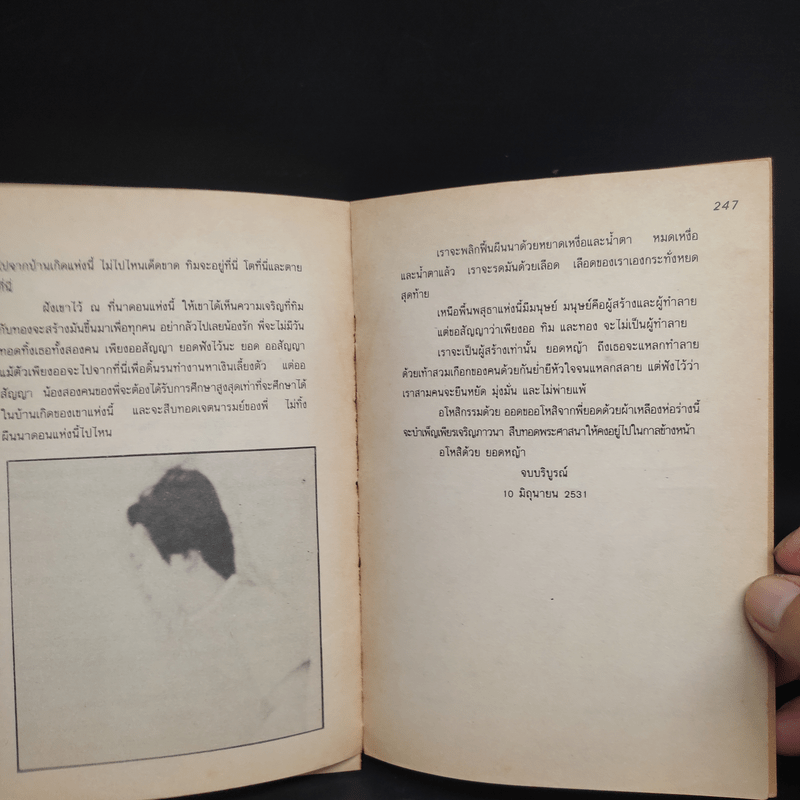 ไปจากบ้านเกิดแห่งนี้ ไม่ไปไหนเด็ดขาด ทิมจะอยู่ที่นี่ โตที่นี่และตาย
ที่นี่
ฝังเขาไว้ ณ ที่นาดอนแห่งนี้ ให้เขาได้เห็นความเจริญที่ทิม
กับทองจะสร้างมันขึ้นมาเพื่อทุกคน อย่ากลัวไปเลยน้องรัก พี่จะไม่มีวัน
ทอดทิ้งเธอทั้งสองคน เพียงออสัญญา ยอดฟังไว้นะ ยอด ออสัญญา
แม้ตัวเพียงออจะไปจากที่นี่เพื่อดิ้นรนทำงานหาเงินเลี้ยงตัว แต่ออ
สัญญา น้องสองคนของพี่จะต้องได้รับการศึกษาสูงสุดเท่าที่จะศึกษาได้
ในบ้านเกิดของเขาแห่งนี้ และจะสืบทอดเจตนารมย์ของพี่ ไม่ทิ้ง
ผืนนาดอนแห่งนี้ไปไหน
247
เราจะพลิกฟื้นผืนนาด้วยหยาดเหงื่อและน้ำตา หมดเหงื่อ
และน้ำตาแล้ว เราจะรดมันด้วยเลือด เลือดของเราเองกระทั่งหยด
สุดท้าย
เหนือพื้นพสุธาแห่งนี้มีมนุษย์ มนุษย์คือผู้สร้างและผู้ทำลาย
แต่ขอสัญญาว่าเพียงออ ทิม และทอง จะไม่เป็นผู้ทำลาย
เราจะเป็นผู้สร้างเท่านั้น ยอดหญ้า ถึงเธอจะแหลกทำลาย
ด้วยเท้าสวมเกือกของคนด้วยกันย่ำยีหัวใจจนแหลกสลาย แต่ฟังไว้ว่า
เราสามคนจะยืนหยัด มุ่งมั่น และไม่พ่ายแพ้
อโหสิกรรมด้วย ออดขออโหสิจากพี่ยอดด้วยผ้าเหลืองห่อร่างนี้
จะบำเพ็ญเพียรเจริญภาวนา สืบทอดพระศาสนาให้คงอยู่ไปในกาลข้างหน้า
อโหสิด้วย ยอดหญ้า
จบบริบูรณ์
10 มิถุนายน 2531